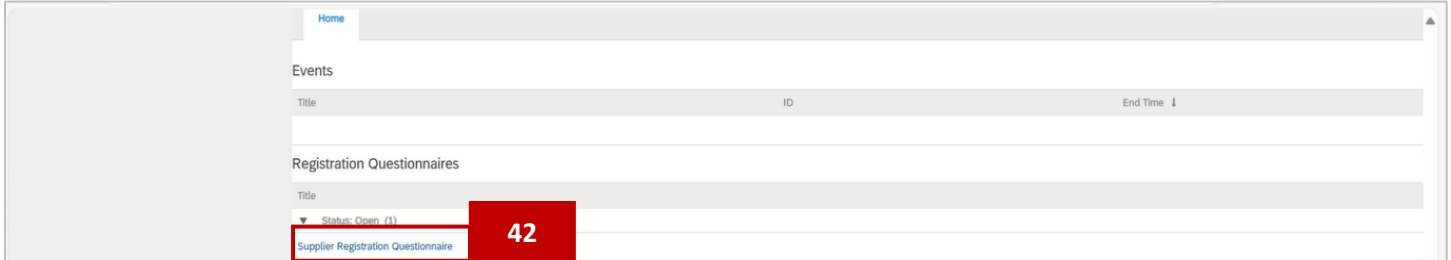 Home
Events
Title ID End Time ↓
Registration Questionnaires
Title
▼ Status: Open (1)
Supplier Registration Questionnaire 42